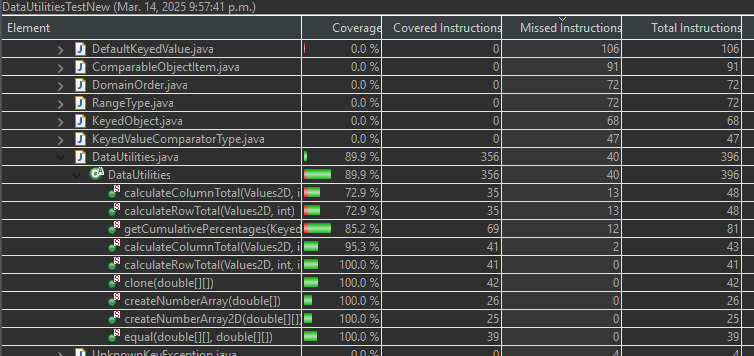 DataUtilitiesTestNew (Mar. 14, 2025 9:57:41 p.m.)
Element Coverage Covered Instructions Missed Instructions Total Instructions
DefaultKeyedValue.java 0.0 % 0 106 106
ComparableObjectItem.java 0.0 % 0 91 91
DomainOrder.java 0.0 % 0 72 72
RangeType.java 0.0 % 0 72 72
KeyedObject.java 0.0 % 0 68 68
KeyedValueComparatorType.java 0.0 % 0 47 47
DataUtilities.java 89.9 % 356 40 396
DataUtilities 89.9 % 356 40 396
calculateColumnTotal(Values2D, i 72.9 % 35 13 48
calculateRowTotal(Values2D, int) 72.9 % 35 13 48
getCumulativePercentages(Keyed 85.2 % 69 12 81
calculateColumnTotal(Values2D, i 95.3 % 41 2 43
calculateRowTotal(Values2D, int, i 100.0 % 41 0 41
clone(double[][]) 100.0 % 42 0 42
createNumberArray(double[]) 100.0 % 26 0 26
createNumberArray2D(double[][] 100.0 % 25 0 25
equal(double[][], double[][]) 100.0 % 39 0 39
UnknownKeyException.java 0.0 % 0 4 4